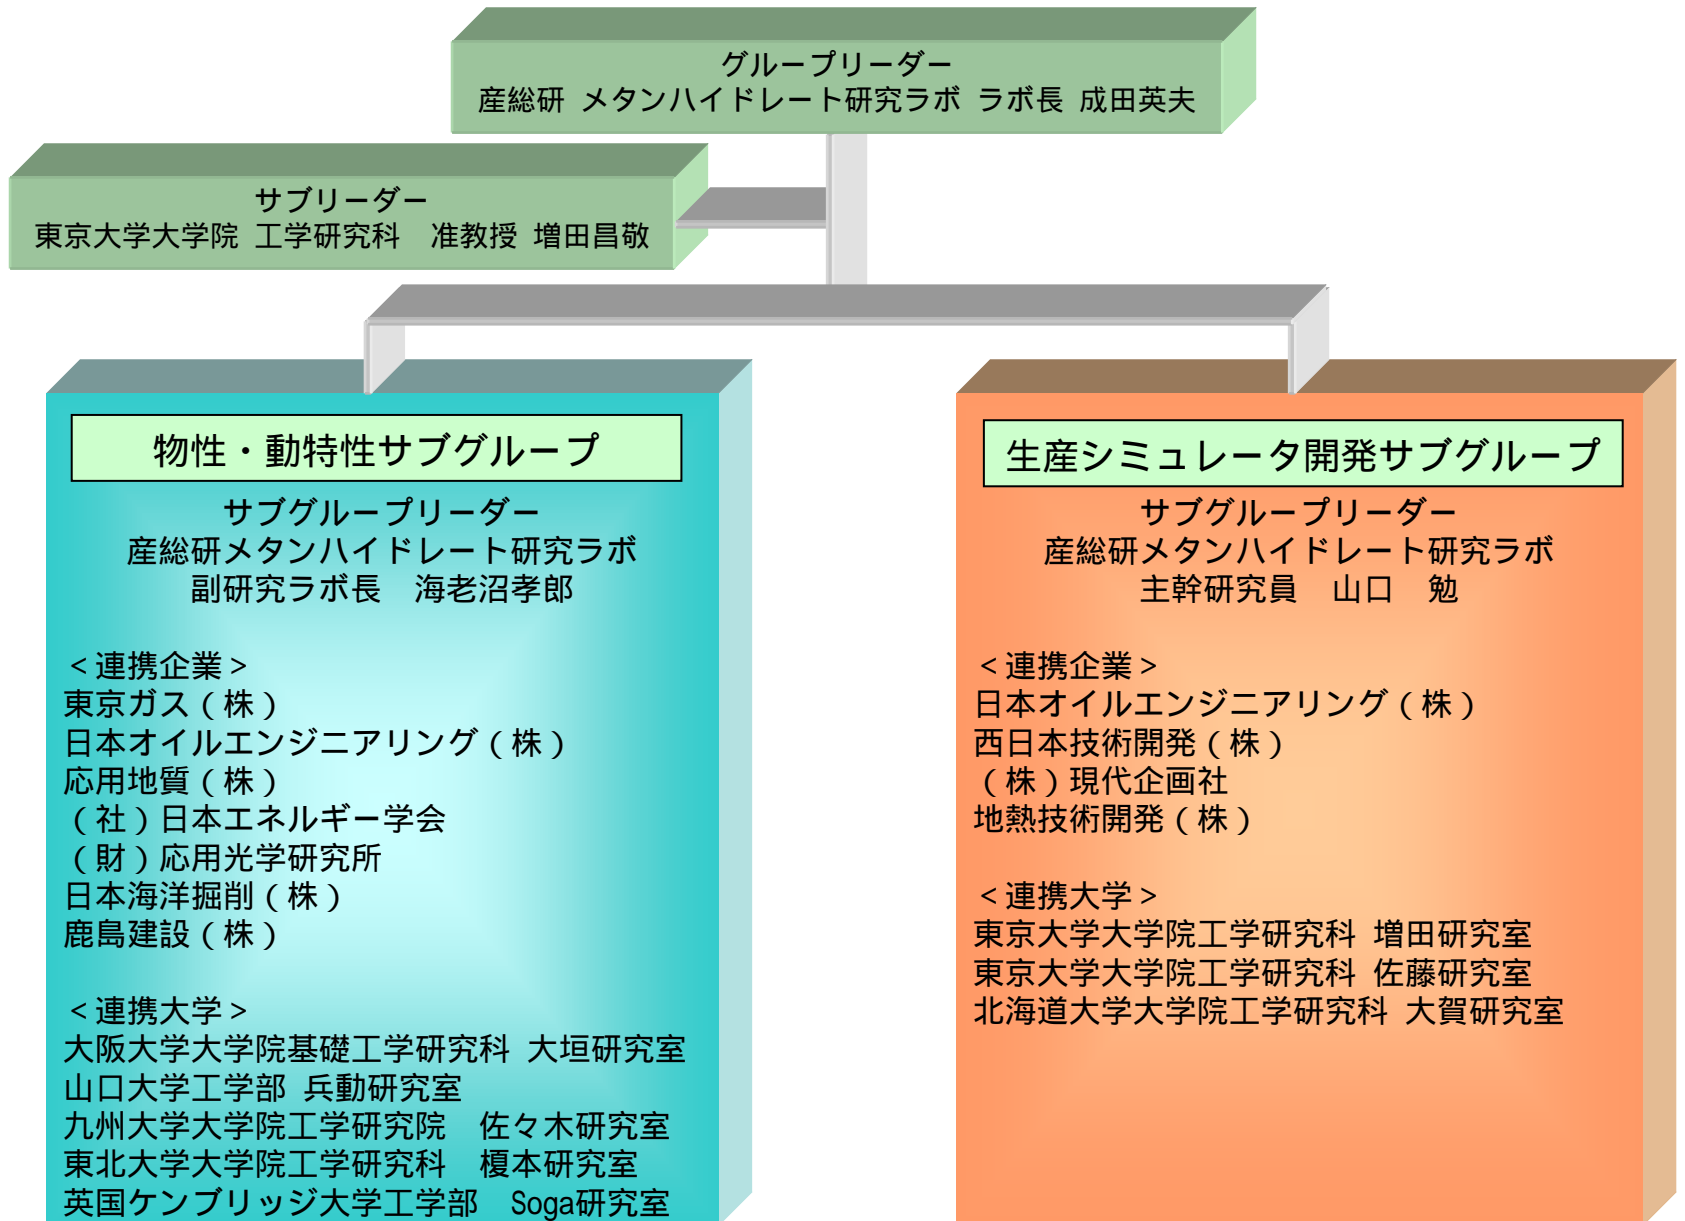 グループリーダー
産総研 メタンハイドレート研究ラボ ラボ長 成田英夫
サブリーダー
東京大学大学院 工学研究科　准教授 増田昌敬
物性・動特性サブグループ
サブグループリーダー
産総研メタンハイドレート研究ラボ
副研究ラボ長　海老沼孝郎
＜連携企業＞
東京ガス（株）
日本オイルエンジニアリング（株）
応用地質（株）
（社）日本エネルギー学会
（財）応用光学研究所
日本海洋掘削（株）
鹿島建設（株）
＜連携大学＞
大阪大学大学院基礎工学研究科 大垣研究室
山口大学工学部 兵動研究室
九州大学大学院工学研究院　佐々木研究室
東北大学大学院工学研究科　榎本研究室
英国ケンブリッジ大学工学部　Soga研究室
生産シミュレータ開発サブグループ
サブグループリーダー
産総研メタンハイドレート研究ラボ
主幹研究員　山口　勉
＜連携企業＞
日本オイルエンジニアリング（株）
西日本技術開発（株）
（株）現代企画社
地熱技術開発（株）
＜連携大学＞
東京大学大学院工学研究科 増田研究室
東京大学大学院工学研究科 佐藤研究室
北海道大学大学院工学研究科 大賀研究室